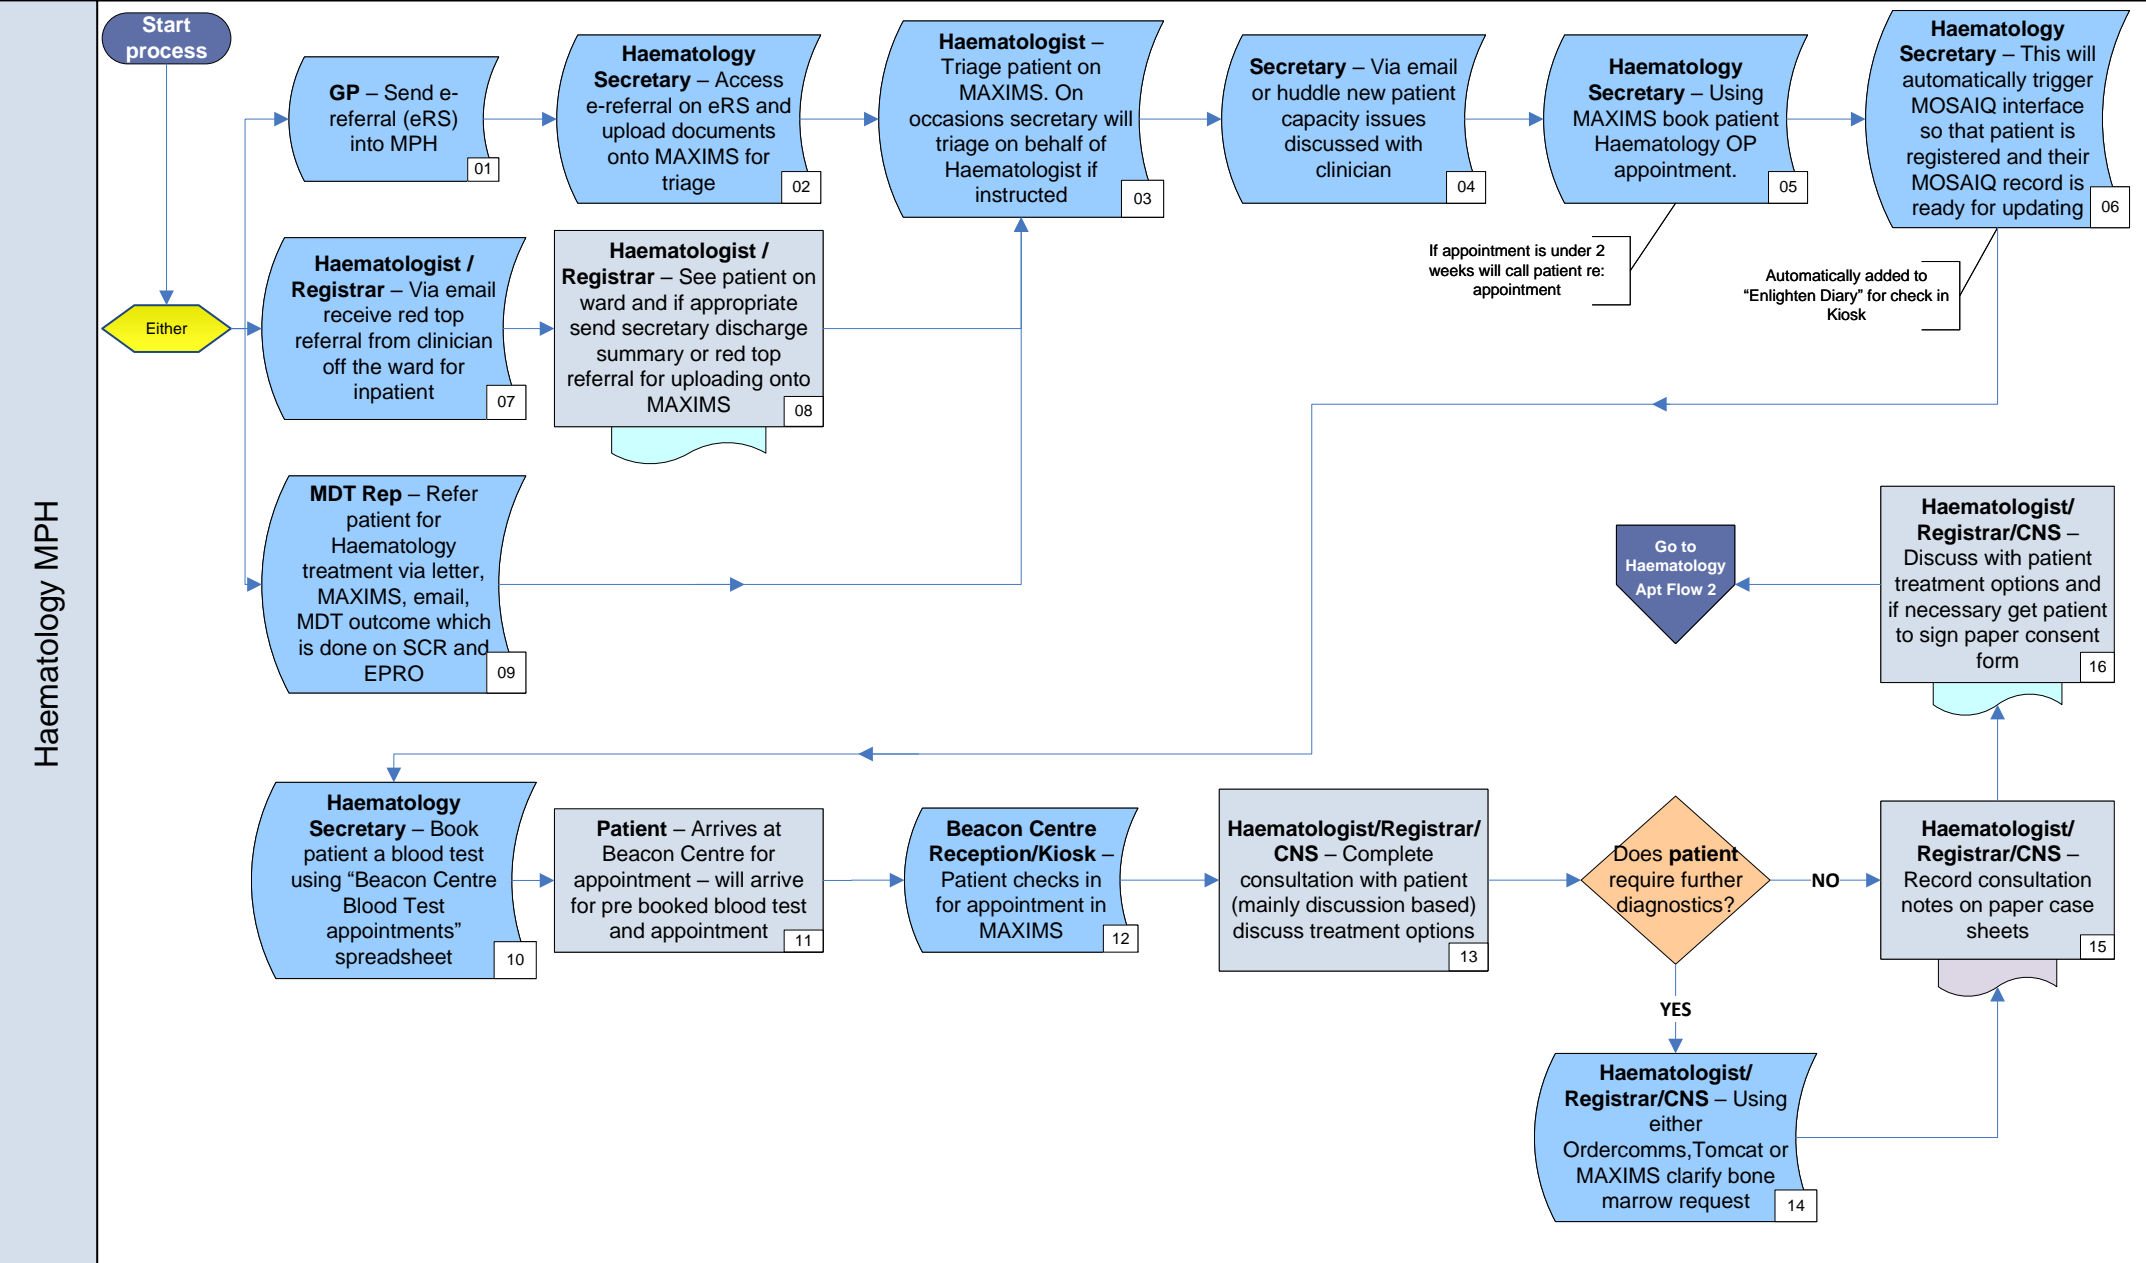 Haematology MPH
Start
process
Either
GP – Send e-
referral (eRS)
into MPH
01
Haematology
Secretary – Access
e-referral on eRS and
upload documents
onto MAXIMS for
triage
02
Haematologist –
Triage patient on
MAXIMS. On
occasions secretary will
triage on behalf of
Haematologist if
instructed
03
Secretary – Via email
or huddle new patient
capacity issues
discussed with
clinician
04
Haematology
Secretary – Using
MAXIMS book patient
Haematology OP
appointment.
05
Haematology
Secretary – This will
automatically trigger
MOSAIQ interface
so that patient is
registered and their
MOSAIQ record is
ready for updating
06
If appointment is under 2
weeks will call patient re:
appointment
Automatically added to
“Enlighten Diary” for check in
Kiosk
Haematologist /
Registrar – Via email
receive red top
referral from clinician
off the ward for
inpatient
07
Haematologist /
Registrar – See patient on
ward and if appropriate
send secretary discharge
summary or red top
referral for uploading onto
MAXIMS
08
MDT Rep – Refer
patient for
Haematology
treatment via letter,
MAXIMS, email,
MDT outcome which
is done on SCR and
EPRO
09
Haematology
Secretary – Book
patient a blood test
using “Beacon Centre
Blood Test
appointments”
spreadsheet
10
Patient – Arrives at
Beacon Centre for
appointment – will arrive
for pre booked blood test
and appointment
11
Beacon Centre
Reception/Kiosk –
Patient checks in
for appointment in
MAXIMS
12
Haematologist/Registrar/
CNS – Complete
consultation with patient
(mainly discussion based)
discuss treatment options
13
Does patient
require further
diagnostics?
NO
YES
Haematologist/
Registrar/CNS – Using
either
Ordercomms,Tomcat or
MAXIMS clarify bone
marrow request
14
Haematologist/
Registrar/CNS –
Record consultation
notes on paper case
sheets
15
Haematologist/
Registrar/CNS –
Discuss with patient
treatment options and
if necessary get patient
to sign paper consent
form
16
Go to
Haematology
Apt Flow 2